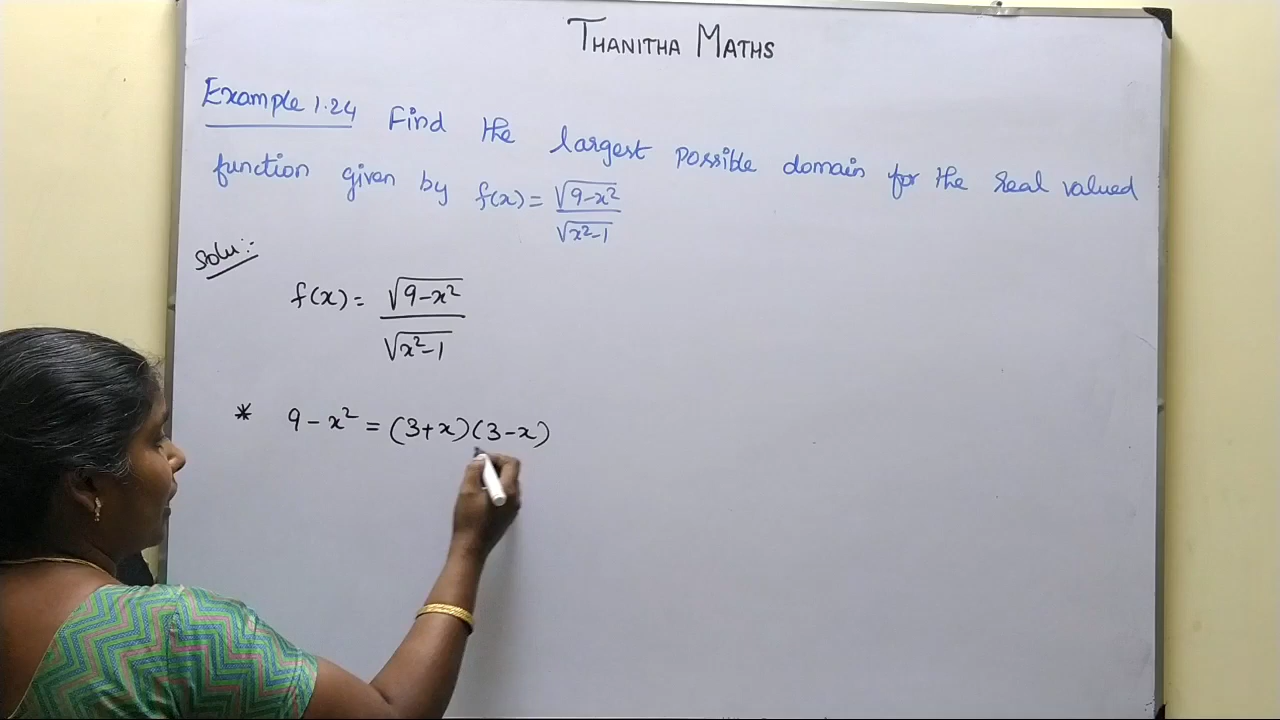 THANITHA MATHS
Example 1.24 Find the largest possible domain for the real valued
function given by f(x) = √(9-x²) / √(x²-1)
Solu:-
f(x) = √(9-x²) / √(x²-1)
* 9 - x² = (3+x)(3-x)